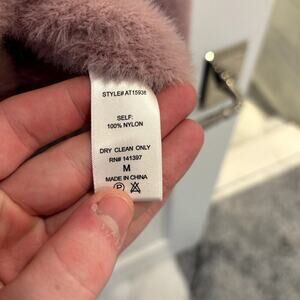 STYLE# AT15938
SELF:
100% NYLON
DRY CLEAN ONLY
RN# 141397
M
MADE IN CHINA
P